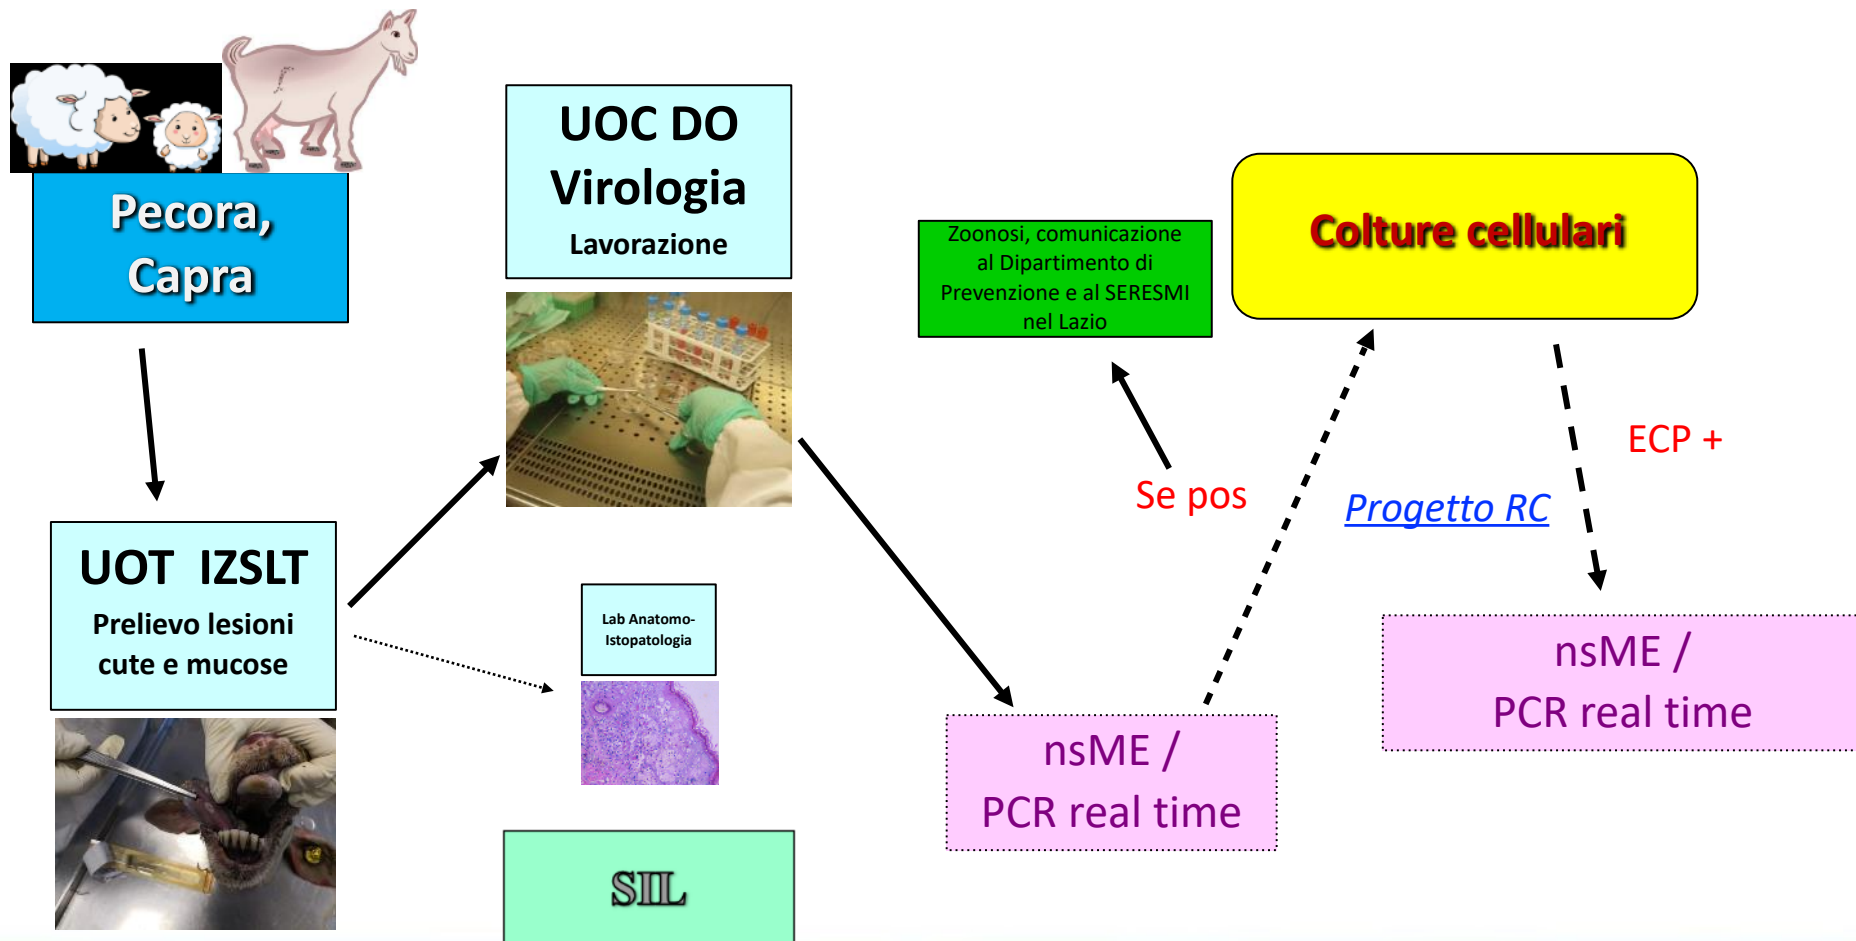 Pecora,
Capra
UOT  IZSLT
Prelievo lesioni
cute e mucose
UOC DO
Virologia
Lavorazione
Lab Anatomo-
Istopatologia
SIL
Zoonosi, comunicazione
al Dipartimento di
Prevenzione e al SERESMI
nel Lazio
Se pos
nsME /
PCR real time
Colture cellulari
Progetto RC
ECP +
nsME /
PCR real time